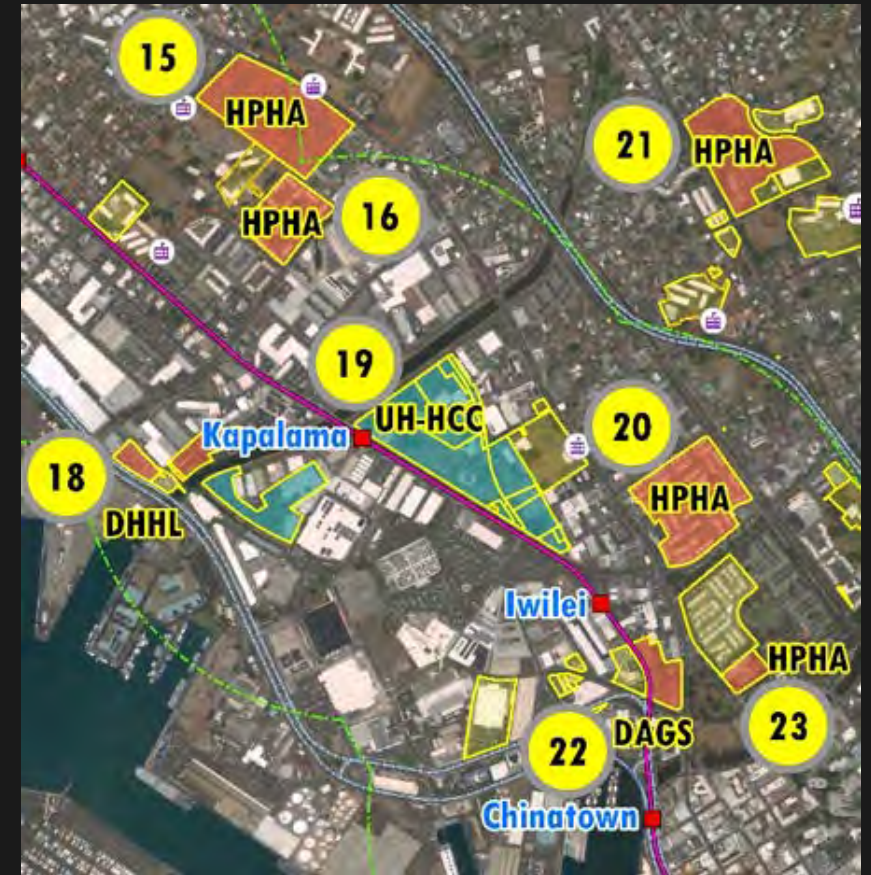 15
HPHA
HPHA
16
21
HPHA
19
UH-HCC
Kapalama
20
HPHA
18
DHHL
Iwilei
HPHA
23
DAGS
22
Chinatown